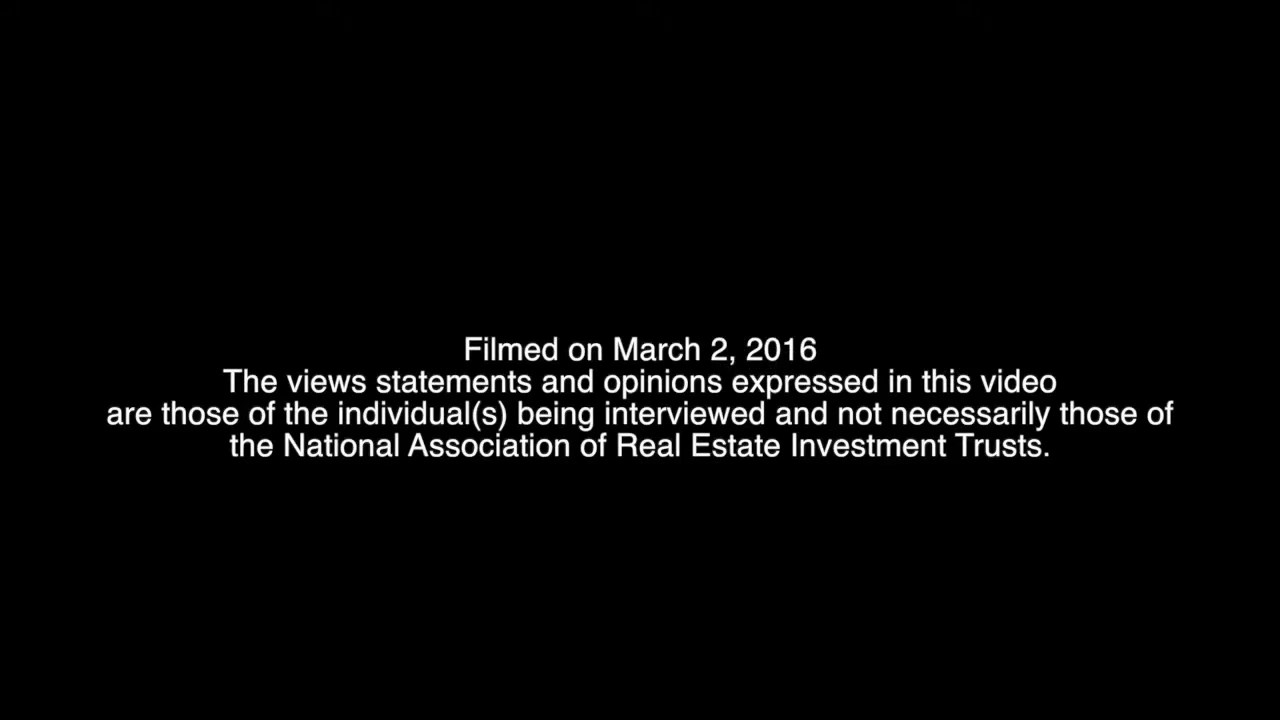 Filmed on March 2, 2016
The views statements and opinions expressed in this video
are those of the individual(s) being interviewed and not necessarily those of
the National Association of Real Estate Investment Trusts.